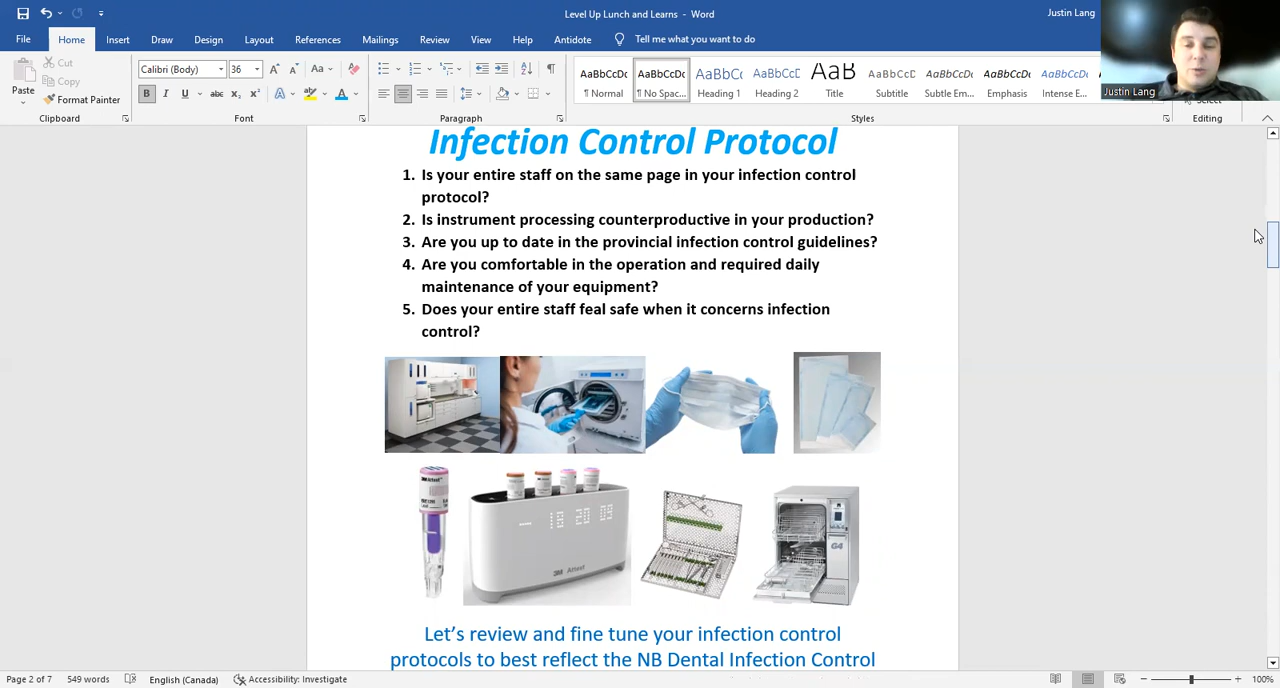 Level Up Lunch and Learns - Word
Justin Lang
File Home Insert Draw Design Layout References Mailings Review View Help Antidote Tell me what you want to do
Paste
Cut
Copy
Format Painter
Clipboard
Calibri (Body) 36
Font
Paragraph
AaBbCcDc AaBbCcDc AaBbCc AaBbCcD AaB AaBbCcD AaBbCcDc AaBbCcDc AaBbCcDc
¶ Normal ¶ No Spac... Heading 1 Heading 2 Title Subtitle Subtle Em... Emphasis Intense E...
Styles
Select
Editing
Justin Lang
Infection Control Protocol
1. Is your entire staff on the same page in your infection control
protocol?
2. Is instrument processing counterproductive in your production?
3. Are you up to date in the provincial infection control guidelines?
4. Are you comfortable in the operation and required daily
maintenance of your equipment?
5. Does your entire staff feal safe when it concerns infection
control?
3M Attest
G4
Let's review and fine tune your infection control
protocols to best reflect the NB Dental Infection Control
Page 2 of 7 549 words English (Canada) Accessibility: Investigate 100%